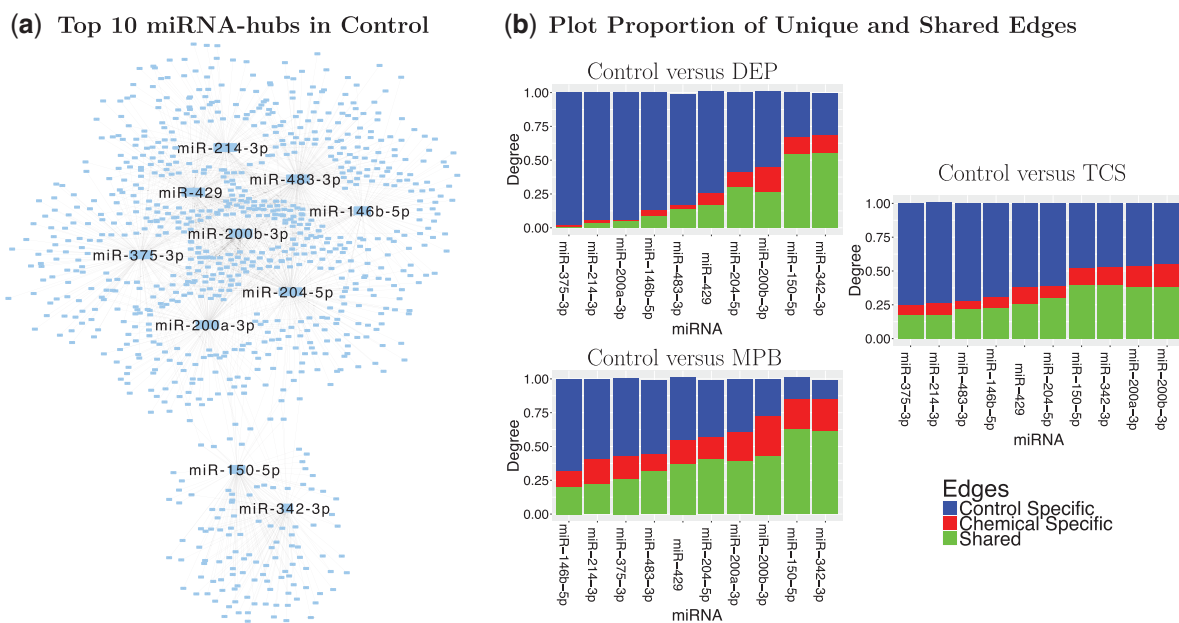 (a) Top 10 miRNA-hubs in Control
miR-214-3p
miR-483-3p
miR-429
miR-146b-5p
miR-200b-3p
miR-375-3p
miR-204-5p
miR-200a-3p
miR-150-5p
miR-342-3p
(b) Plot Proportion of Unique and Shared Edges
Control versus DEP
Degree
1.00
0.75
0.50
0.25
0.00
miR−375−3p
miR−214−3p
miR−200a−3p
miR−146b−5p
miR−483−3p
miR−429
miR−204−5p
miR−200b−3p
miR−150−5p
miR−342−3p
miRNA
Control versus MPB
Degree
1.00
0.75
0.50
0.25
0.00
miR−146b−5p
miR−214−3p
miR−375−3p
miR−483−3p
miR−429
miR−204−5p
miR−200a−3p
miR−200b−3p
miR−150−5p
miR−342−3p
miRNA
Control versus TCS
Degree
1.00
0.75
0.50
0.25
0.00
miR−375−3p
miR−214−3p
miR−483−3p
miR−146b−5p
miR−429
miR−204−5p
miR−150−5p
miR−342−3p
miR−200a−3p
miR−200b−3p
miRNA
Edges
Control Specific
Chemical Specific
Shared